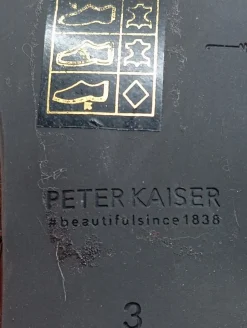 PETER KAISER
#beautifulsince1838
3